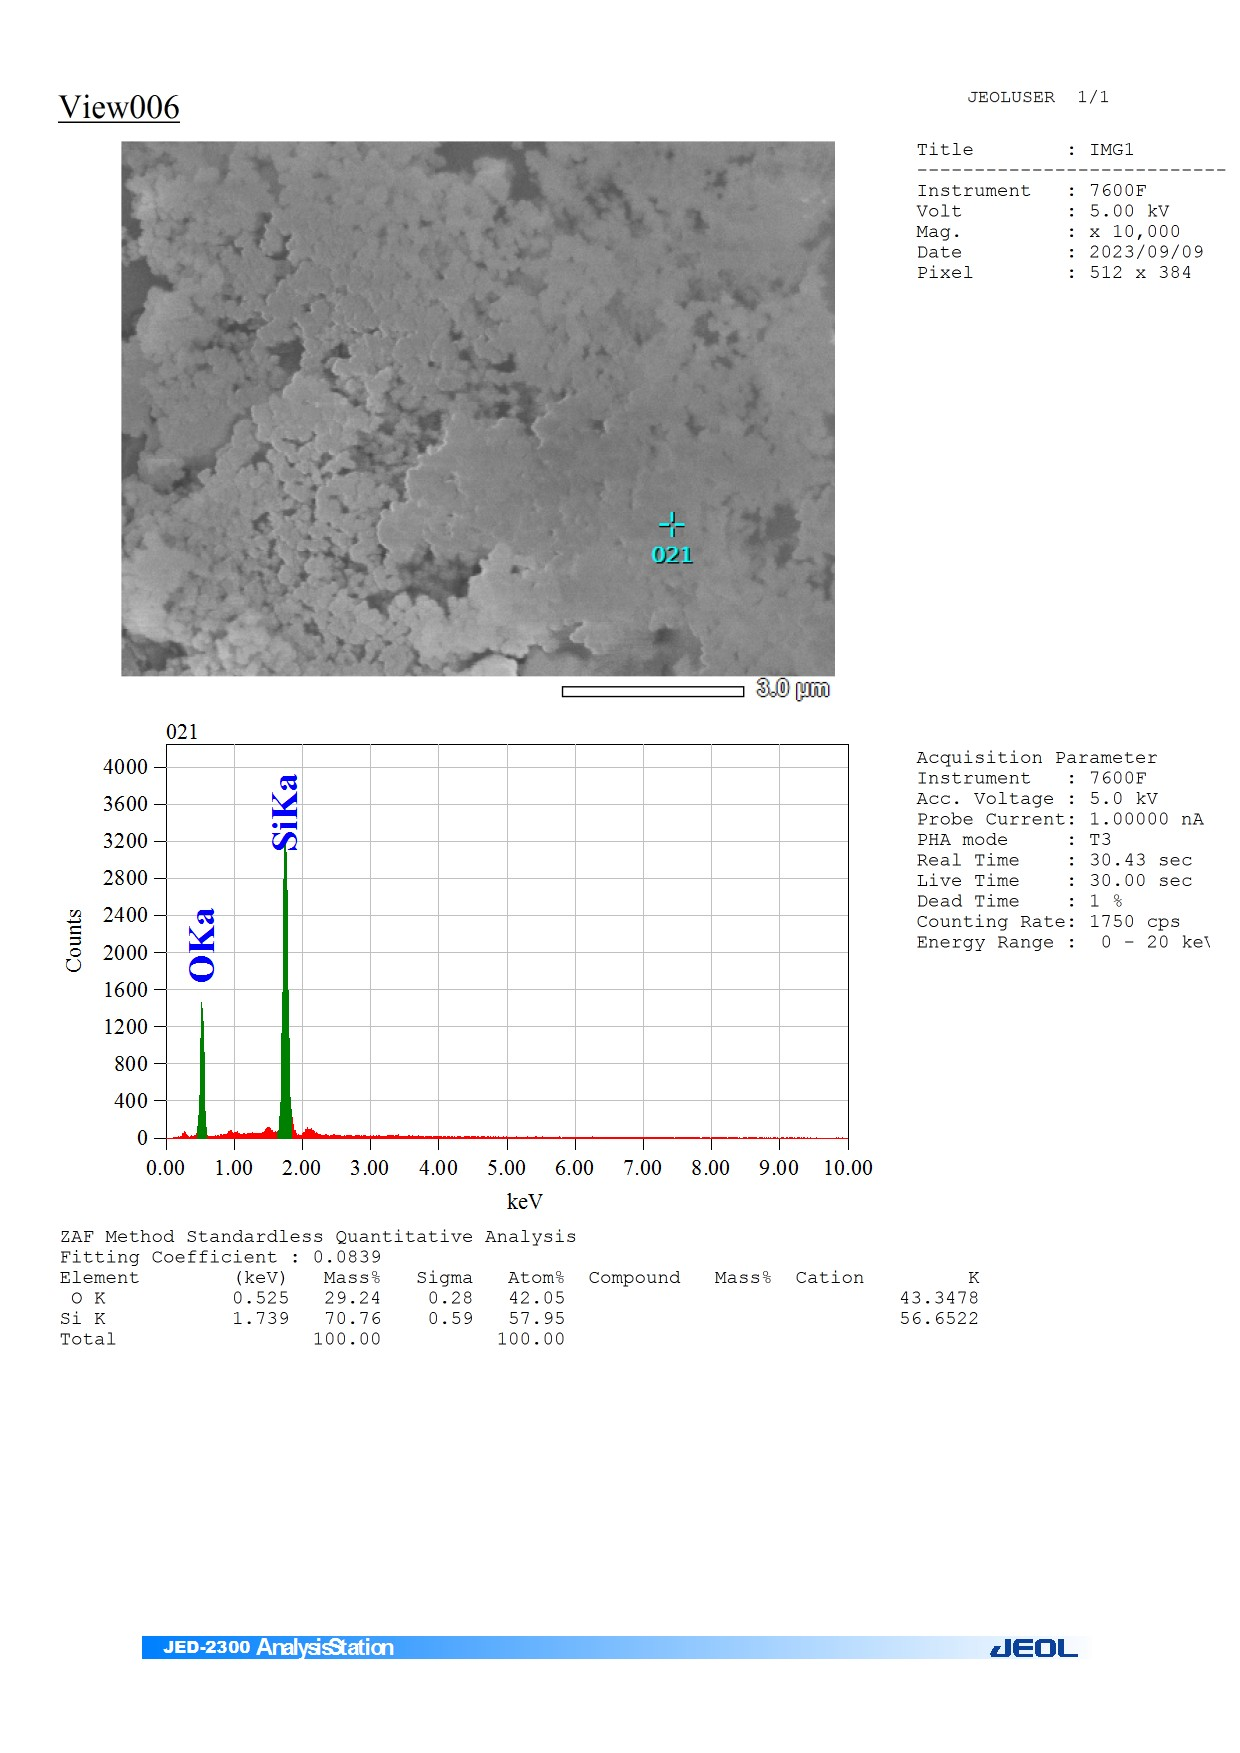 View006
JEOLUSER 1/1
Title : IMG1
---------------------------
Instrument : 7600F
Volt : 5.00 kV
Mag. : x 10,000
Date : 2023/09/09
Pixel : 512 x 384
021
3.0 µm
021
4000
3600
3200
2800
2400
2000
1600
1200
800
400
0
Counts
OKa
SiKa
0.00 1.00 2.00 3.00 4.00 5.00 6.00 7.00 8.00 9.00 10.00
keV
Acquisition Parameter
Instrument : 7600F
Acc. Voltage : 5.0 kV
Probe Current: 1.00000 nA
PHA mode : T3
Real Time : 30.43 sec
Live Time : 30.00 sec
Dead Time : 1 %
Counting Rate: 1750 cps
Energy Range : 0 - 20 keV
ZAF Method Standardless Quantitative Analysis
Fitting Coefficient : 0.0839
Element (keV) Mass% Sigma Atom% Compound Mass% Cation K
O K 0.525 29.24 0.28 42.05 43.3478
Si K 1.739 70.76 0.59 57.95 56.6522
Total 100.00 100.00
JED-2300 AnalysisStation
JEOL